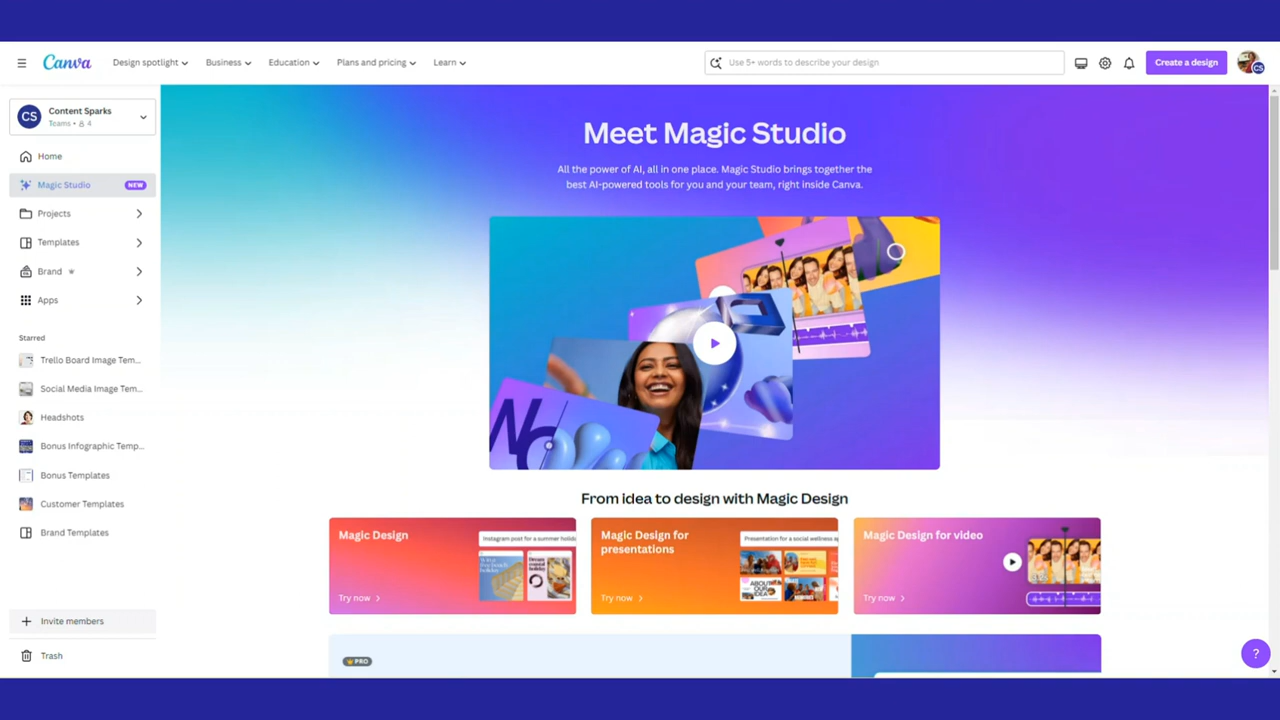 Canva
Design spotlight
Business
Education
Plans and pricing
Learn
Use 5+ words to describe your design
Create a design
CS
CS
Content Sparks
Teams • 4
Home
Magic Studio
NEW
Projects
Templates
Brand
Apps
Starred
Trello Board Image Tem...
Social Media Image Tem...
Headshots
Bonus Infographic Temp...
Bonus Templates
Customer Templates
Brand Templates
Invite members
Trash
Meet Magic Studio
All the power of AI, all in one place. Magic Studio brings together the
best AI-powered tools for you and your team, right inside Canva.
From idea to design with Magic Design
Magic Design
Instagram post for a summer holida
Try now
Magic Design for
presentations
Presentation for a social wellness a
ABOUT
OUR
IDEA
Try now
Magic Design for video
Try now
PRO
?